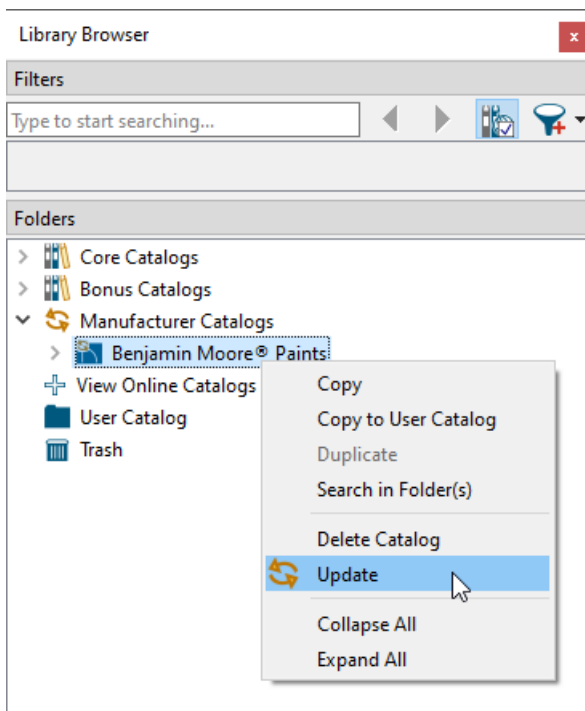 Library Browser
x
Filters
Type to start searching...
Folders
Core Catalogs
Bonus Catalogs
Manufacturer Catalogs
Benjamin Moore® Paints
View Online Catalogs
User Catalog
Trash
Copy
Copy to User Catalog
Duplicate
Search in Folder(s)
Delete Catalog
Update
Collapse All
Expand All